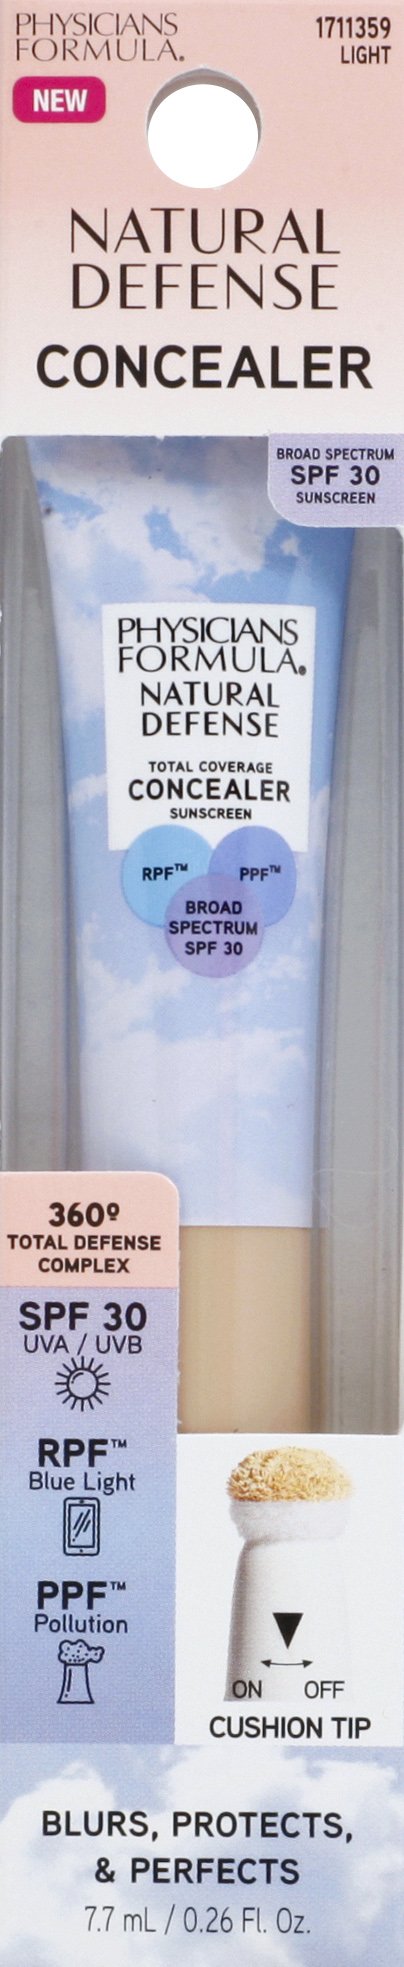 PHYSICIANS
FORMULA®
1711359
LIGHT
NEW
NATURAL
DEFENSE
CONCEALER
BROAD SPECTRUM
SPF 30
SUNSCREEN
PHYSICIANS
FORMULA®
NATURAL
DEFENSE
TOTAL COVERAGE
CONCEALER
SUNSCREEN
RPF™
PPF™
BROAD
SPECTRUM
SPF 30
360º
TOTAL DEFENSE
COMPLEX
SPF 30
UVA / UVB
RPF™
Blue Light
PPF™
Pollution
ON OFF
CUSHION TIP
BLURS, PROTECTS,
& PERFECTS
7.7 mL / 0.26 Fl. Oz.